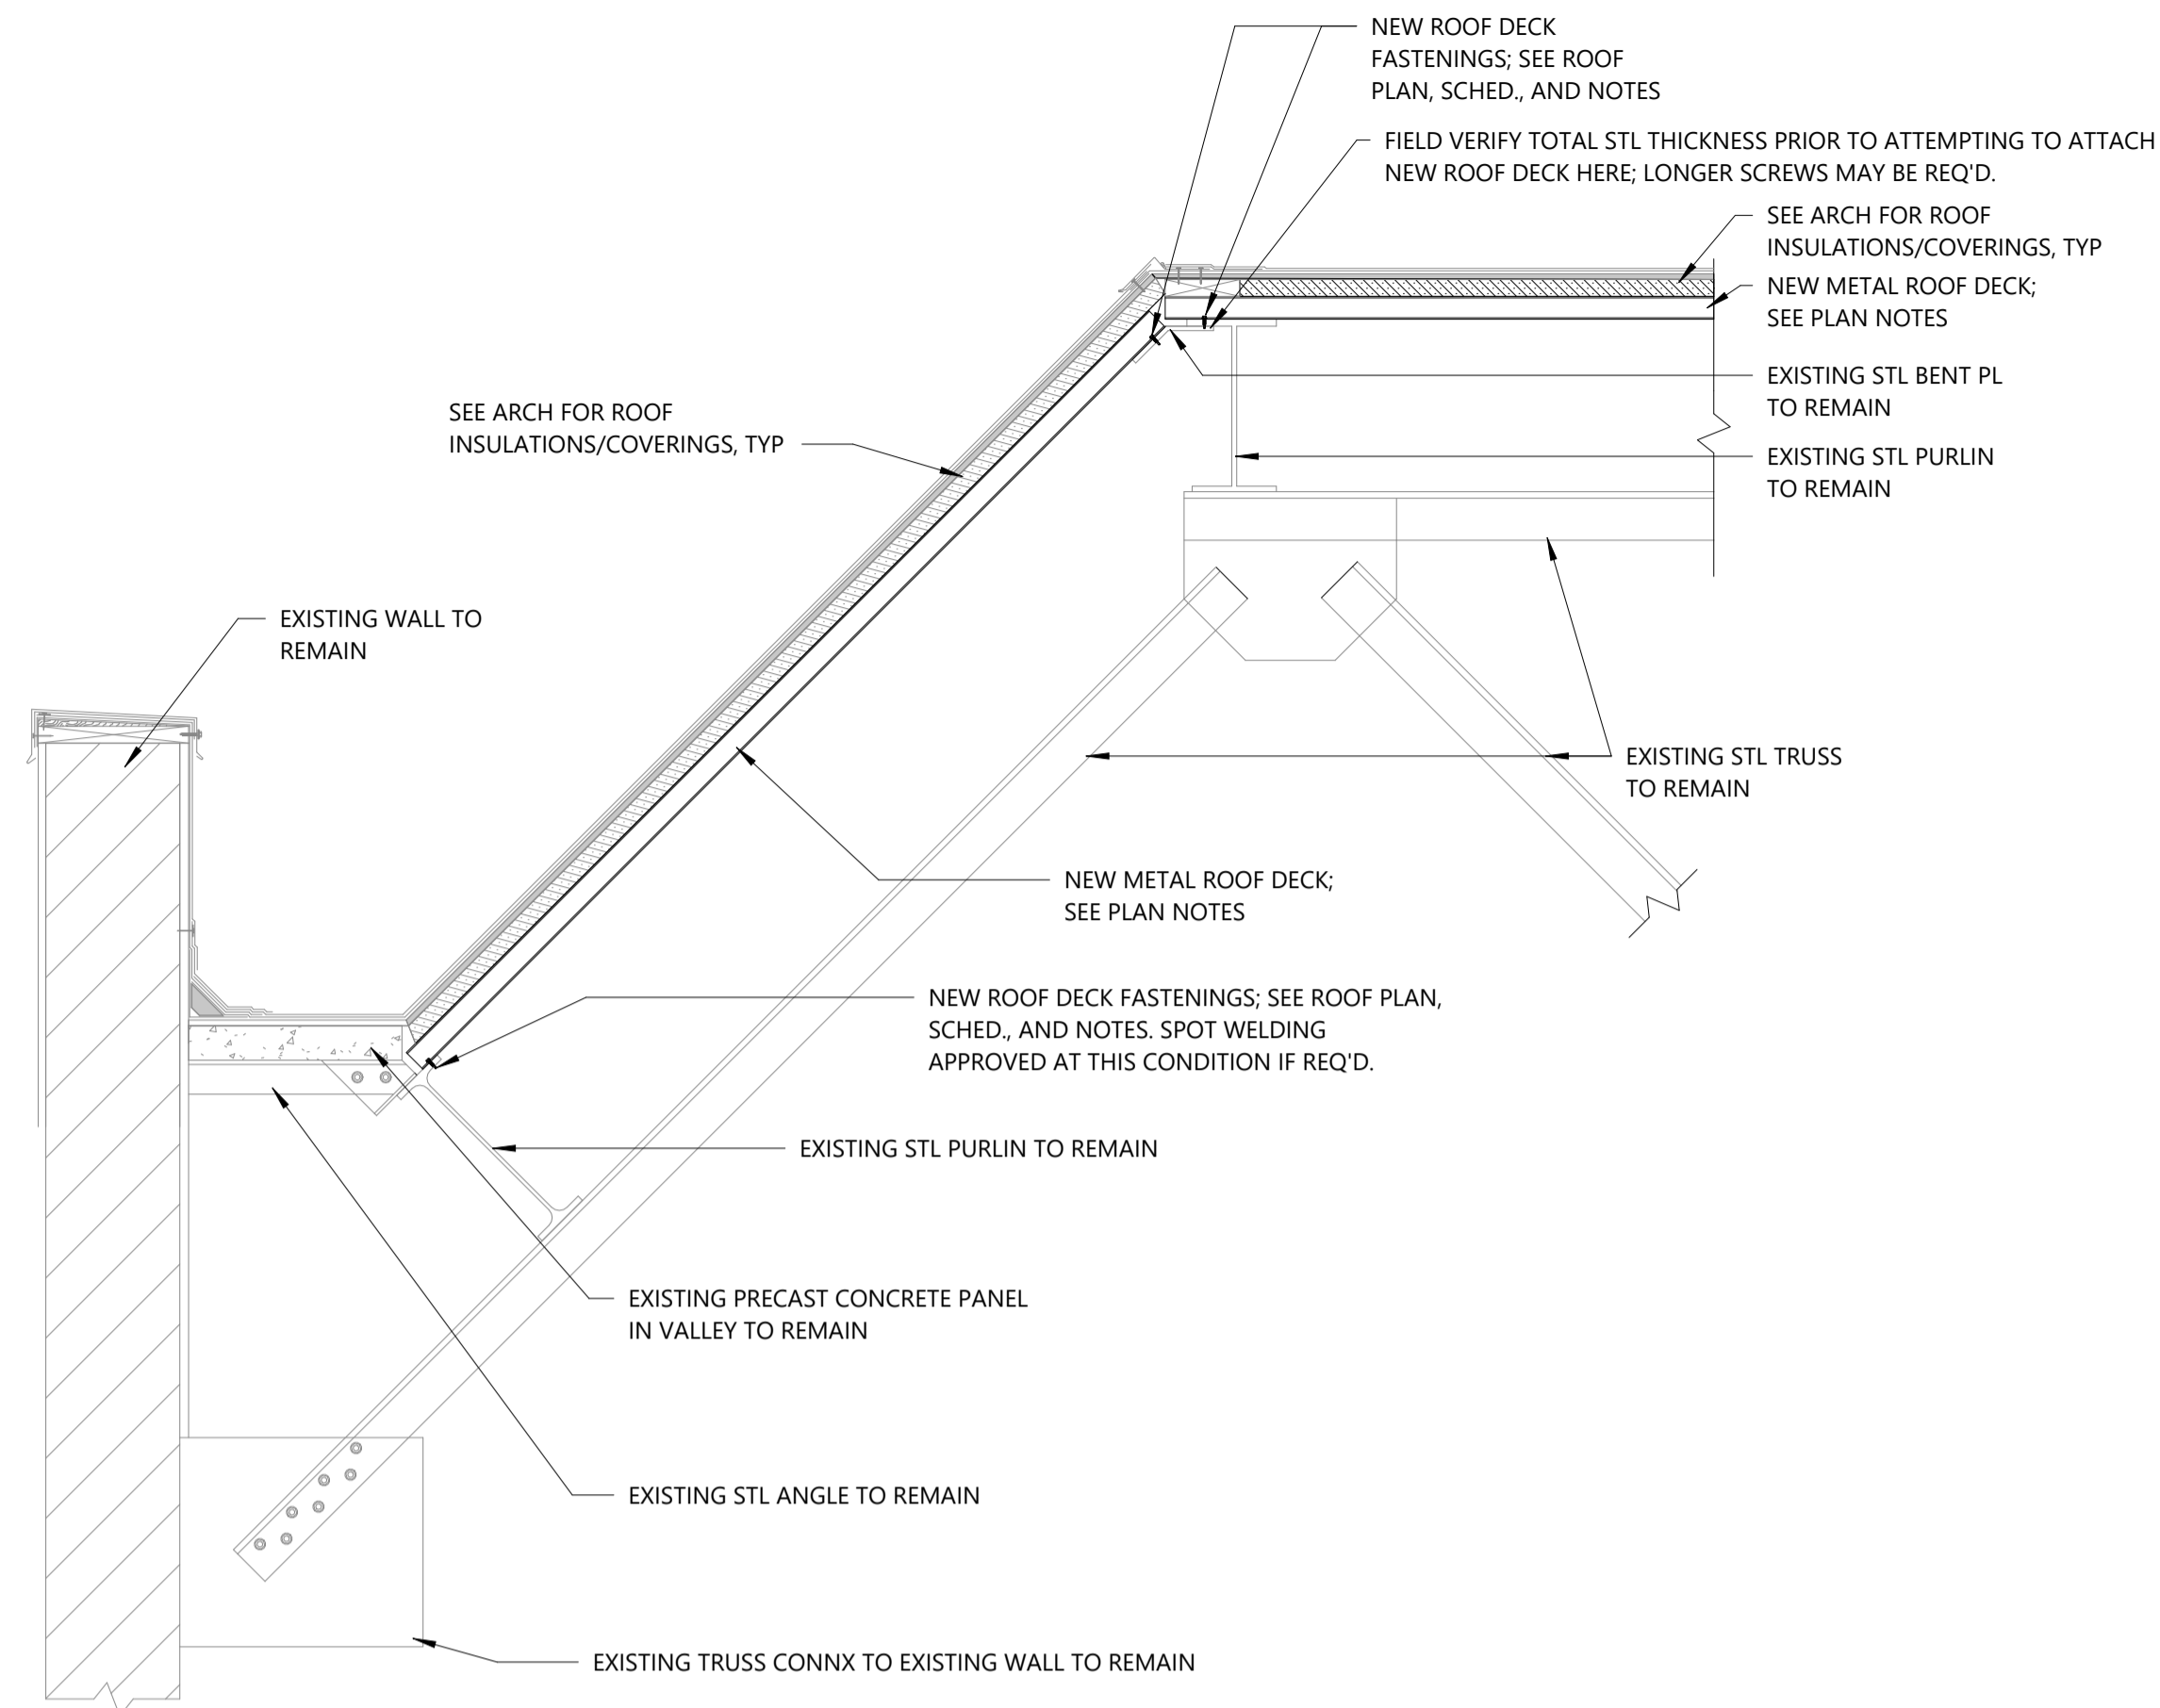 NEW ROOF DECK
FASTENINGS; SEE ROOF
PLAN, SCHED., AND NOTES
FIELD VERIFY TOTAL STL THICKNESS PRIOR TO ATTEMPTING TO ATTACH
NEW ROOF DECK HERE; LONGER SCREWS MAY BE REQ'D.
SEE ARCH FOR ROOF
INSULATIONS/COVERINGS, TYP
NEW METAL ROOF DECK;
SEE PLAN NOTES
EXISTING STL BENT PL
TO REMAIN
SEE ARCH FOR ROOF
INSULATIONS/COVERINGS, TYP
EXISTING STL PURLIN
TO REMAIN
EXISTING WALL TO
REMAIN
EXISTING STL TRUSS
TO REMAIN
NEW METAL ROOF DECK;
SEE PLAN NOTES
NEW ROOF DECK FASTENINGS; SEE ROOF PLAN,
SCHED., AND NOTES. SPOT WELDING
APPROVED AT THIS CONDITION IF REQ'D.
EXISTING STL PURLIN TO REMAIN
EXISTING PRECAST CONCRETE PANEL
IN VALLEY TO REMAIN
EXISTING STL ANGLE TO REMAIN
EXISTING TRUSS CONNX TO EXISTING WALL TO REMAIN